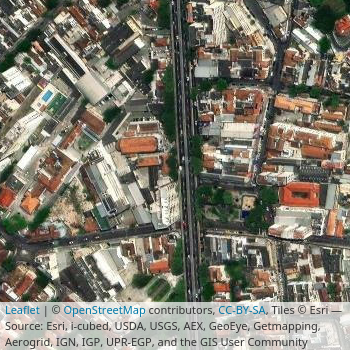 Leaflet | © OpenStreetMap contributors, CC-BY-SA, Tiles © Esri —
Source: Esri, i-cubed, USDA, USGS, AEX, GeoEye, Getmapping,
Aerogrid, IGN, IGP, UPR-EGP, and the GIS User Community